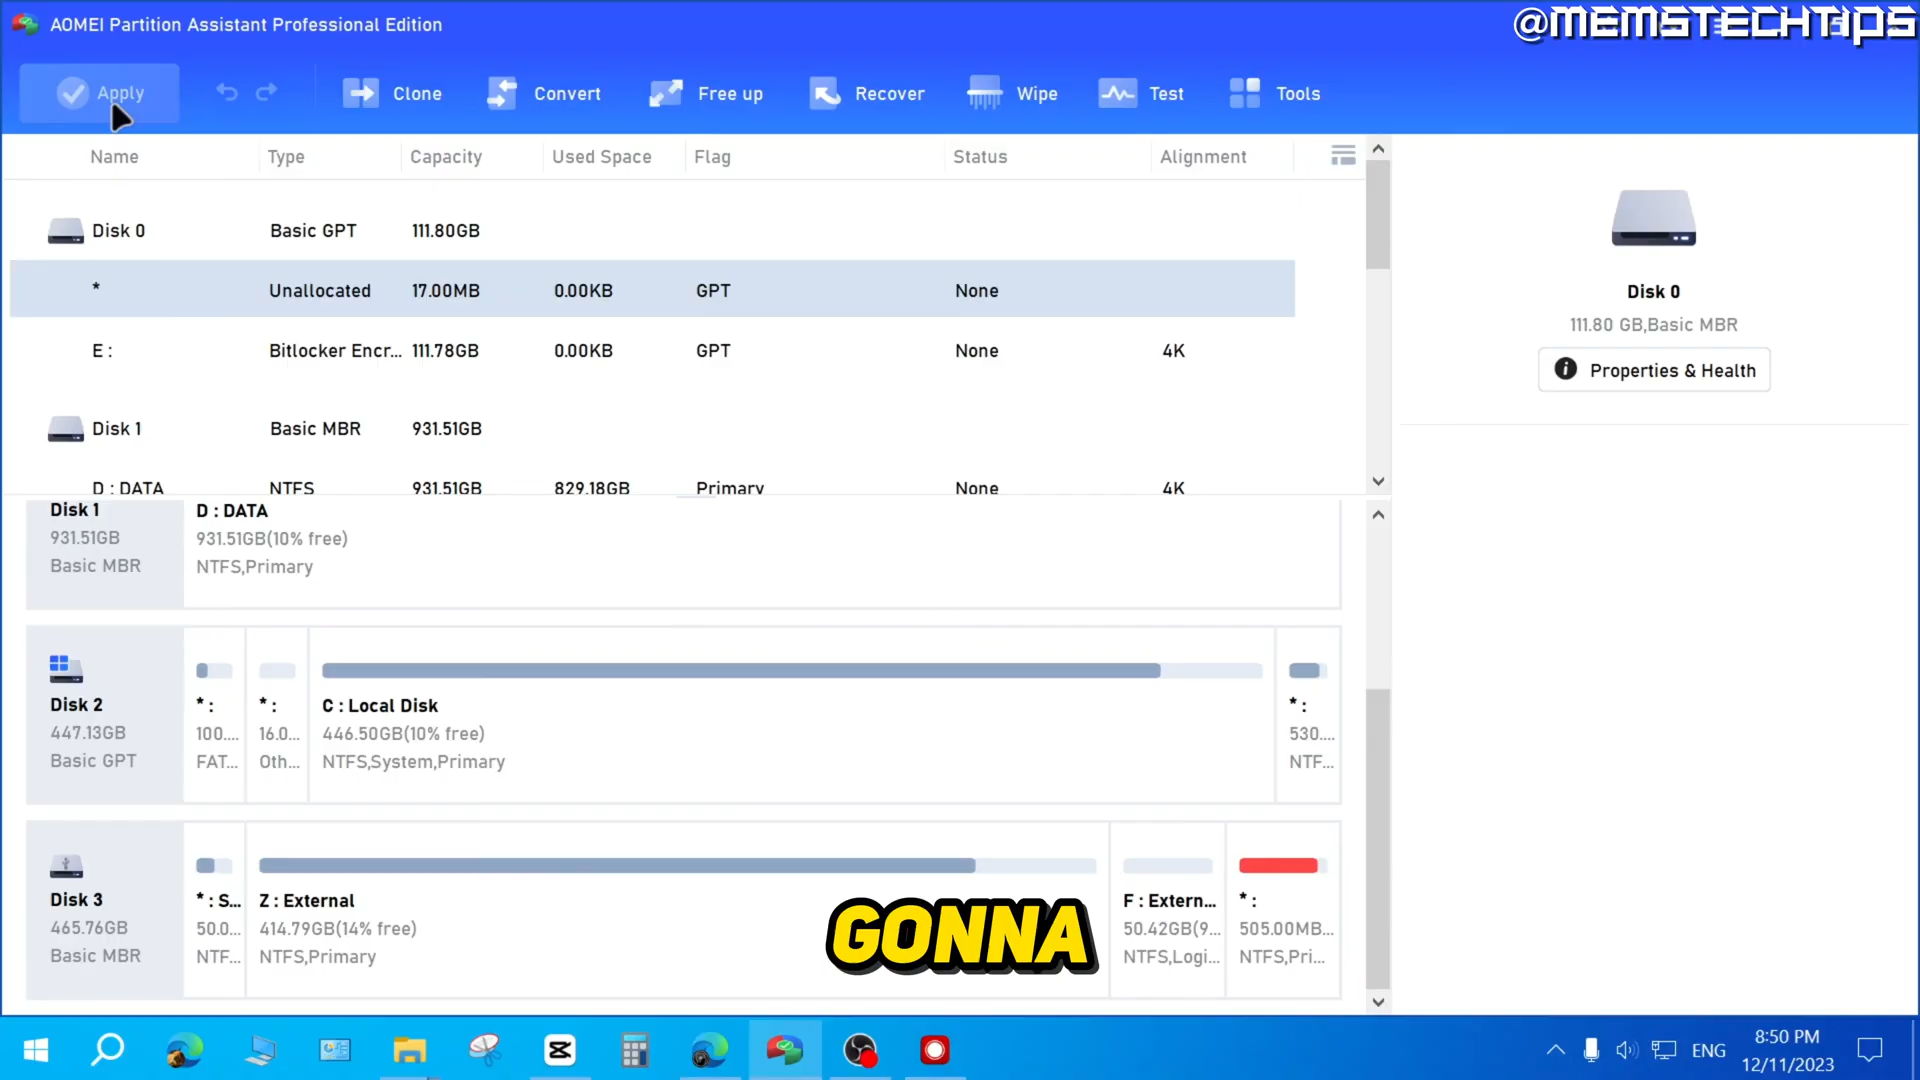 AOMEI Partition Assistant Professional Edition
@MEMSTECHTIPS
Apply Clone Convert Free up Recover Wipe Test Tools
Name Type Capacity Used Space Flag Status Alignment
Disk 0 Basic GPT 111.80GB
* Unallocated 17.00MB 0.00KB GPT None
E : Bitlocker Encr... 111.78GB 0.00KB GPT None 4K
Disk 1 Basic MBR 931.51GB
D : DATA NTFS 931.51GB 829.18GB Primary None 4K
Disk 0
111.80 GB,Basic MBR
Properties & Health
Disk 1 D : DATA
931.51GB 931.51GB(10% free)
Basic MBR NTFS,Primary
Disk 2 * : * : C : Local Disk * :
447.13GB 100.... 16.0... 446.50GB(10% free) 530....
Basic GPT FAT... Oth... NTFS,System,Primary NTF...
Disk 3 * : S... Z : External F : Extern... * :
465.76GB 50.0... 414.79GB(14% free) 50.42GB(9... 505.00MB...
Basic MBR NTF... NTFS,Primary NTFS,Logi... NTFS,Pri...
GONNA
ENG 8:50 PM
12/11/2023